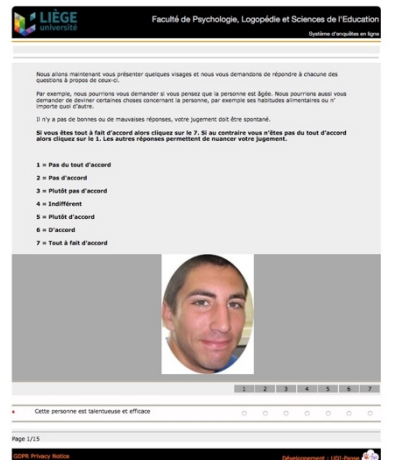 LIÈGE
université
Faculté de Psychologie, Logopédie et Sciences de l'Education
Système d'enquêtes en ligne
Nous allons maintenant vous présenter quelques visages et nous vous demandons de répondre à chacune des
questions à propos de ceux-ci.
Par exemple, nous pourrions vous demander si vous pensez que la personne est âgée. Nous pourrions aussi vous
demander de deviner certaines choses concernant la personne, par exemple ses habitudes alimentaires ou n'
importe quoi d'autre.
Il n'y a pas de bonnes ou de mauvaises réponses, votre jugement doit être spontané.
Si vous êtes tout à fait d'accord alors cliquez sur le 7. Si au contraire vous n'êtes pas du tout d'accord
alors cliquez sur le 1. Les autres réponses permettent de nuancer votre jugement.
1 = Pas du tout d'accord
2 = Pas d'accord
3 = Plutôt pas d'accord
4 = Indifférent
5 = Plutôt d'accord
6 = D'accord
7 = Tout à fait d'accord
1 2 3 4 5 6 7
Cette personne est talentueuse et efficace
Page 1/15
GDPR Privacy Notice
Développement : UDI-Fapse